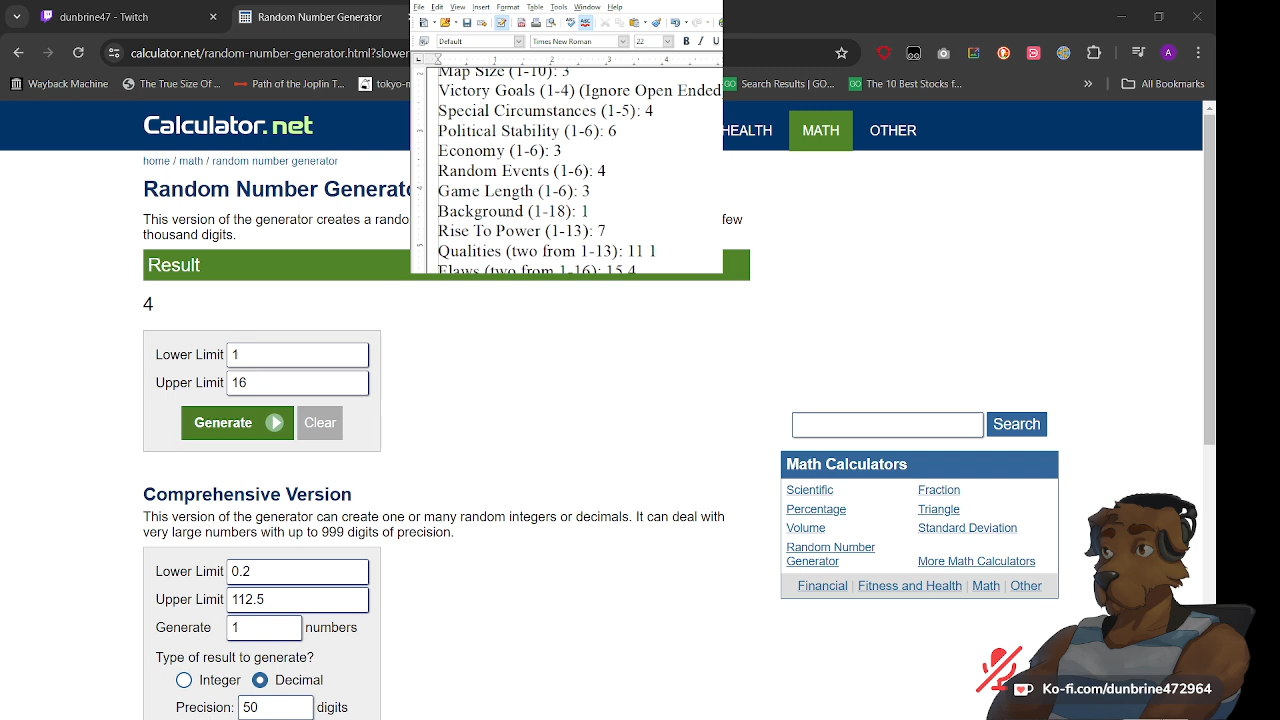 dunbrine - Twitch
Random Number Generator
calculator.net/random-number-generator.html?slower=
Wayback Machine
The True Size Of ...
Path of the Joplin T...
tokyo-m
Search Results | GO...
The 10 Best Stocks f...
All Bookmarks
File Edit View Insert Format Table Tools Window Help
Default
Times New Roman
22
B I U
Map Size (1-10): 3
Victory Goals (1-4) (Ignore Open Ended
Special Circumstances (1-5): 4
Political Stability (1-6): 6
Economy (1-6): 3
Random Events (1-6): 4
Game Length (1-6): 3
Background (1-18): 1
Rise To Power (1-13): 7
Qualities (two from 1-13): 11 1
Flaws (two from 1-16): 15 4
Calculator.net
HEALTH
MATH
OTHER
home / math / random number generator
Random Number Generato
This version of the generator creates a rando
few
thousand digits.
Result
4
Lower Limit 1
Upper Limit 16
Generate
Clear
Search
Math Calculators
Scientific
Fraction
Percentage
Triangle
Volume
Standard Deviation
Random Number
Generator
More Math Calculators
Financial | Fitness and Health | Math | Other
Comprehensive Version
This version of the generator can create one or many random integers or decimals. It can deal with
very large numbers with up to 999 digits of precision.
Lower Limit 0.2
Upper Limit 112.5
Generate 1 numbers
Type of result to generate?
Integer
Decimal
Precision: 50 digits
Ko-fi.com/dunbrine472964